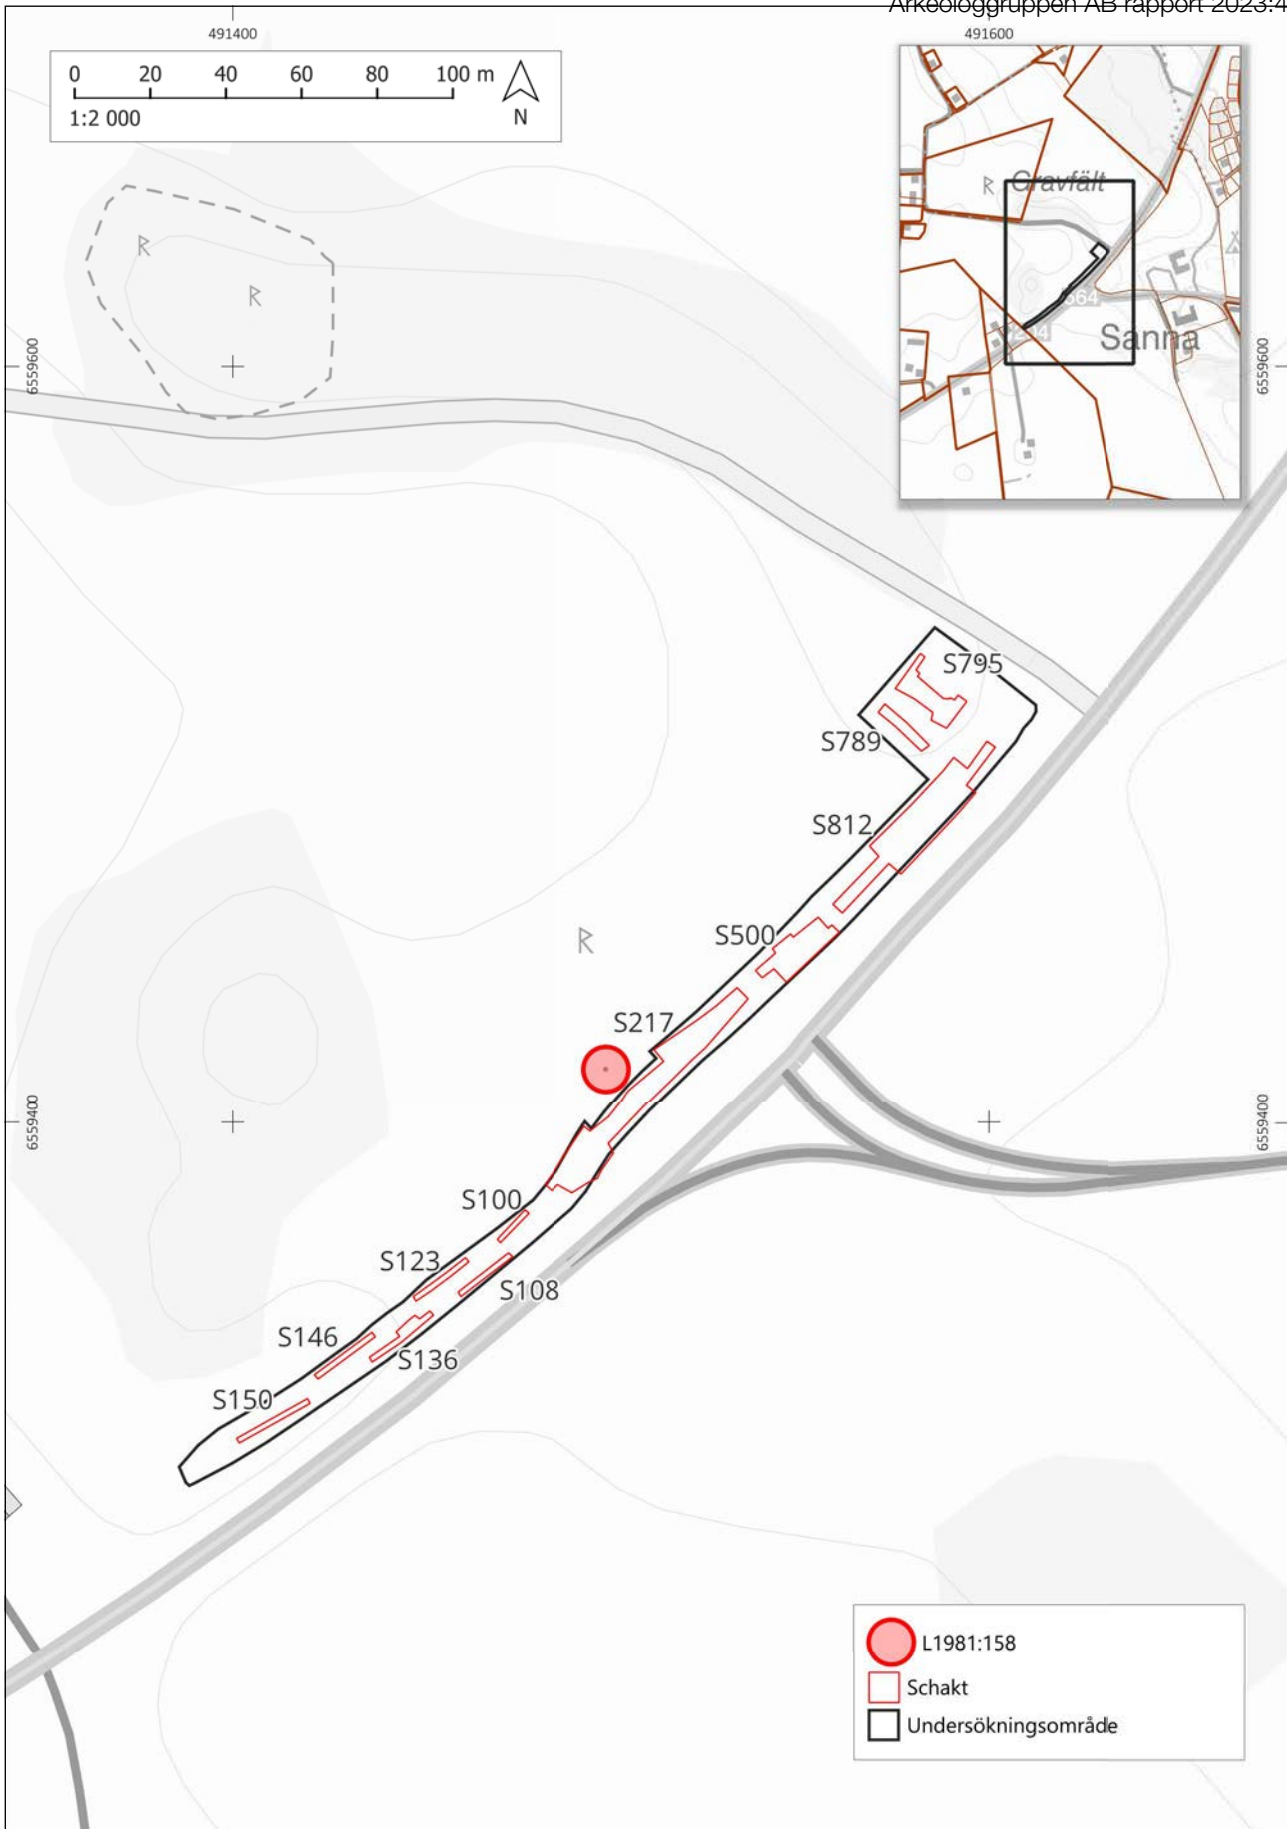 Arkeologgruppen AB rapport 2023:4
491400
491600
0 20 40 60 80 100 m
1:2 000
N
R
Gravfält
564
Sanna
R
R
6559600
6559600
S795
S789
S812
S500
R
S217
6559400
6559400
S100
S123
S108
S146
S136
S150
L1981:158
Schakt
Undersökningsområde